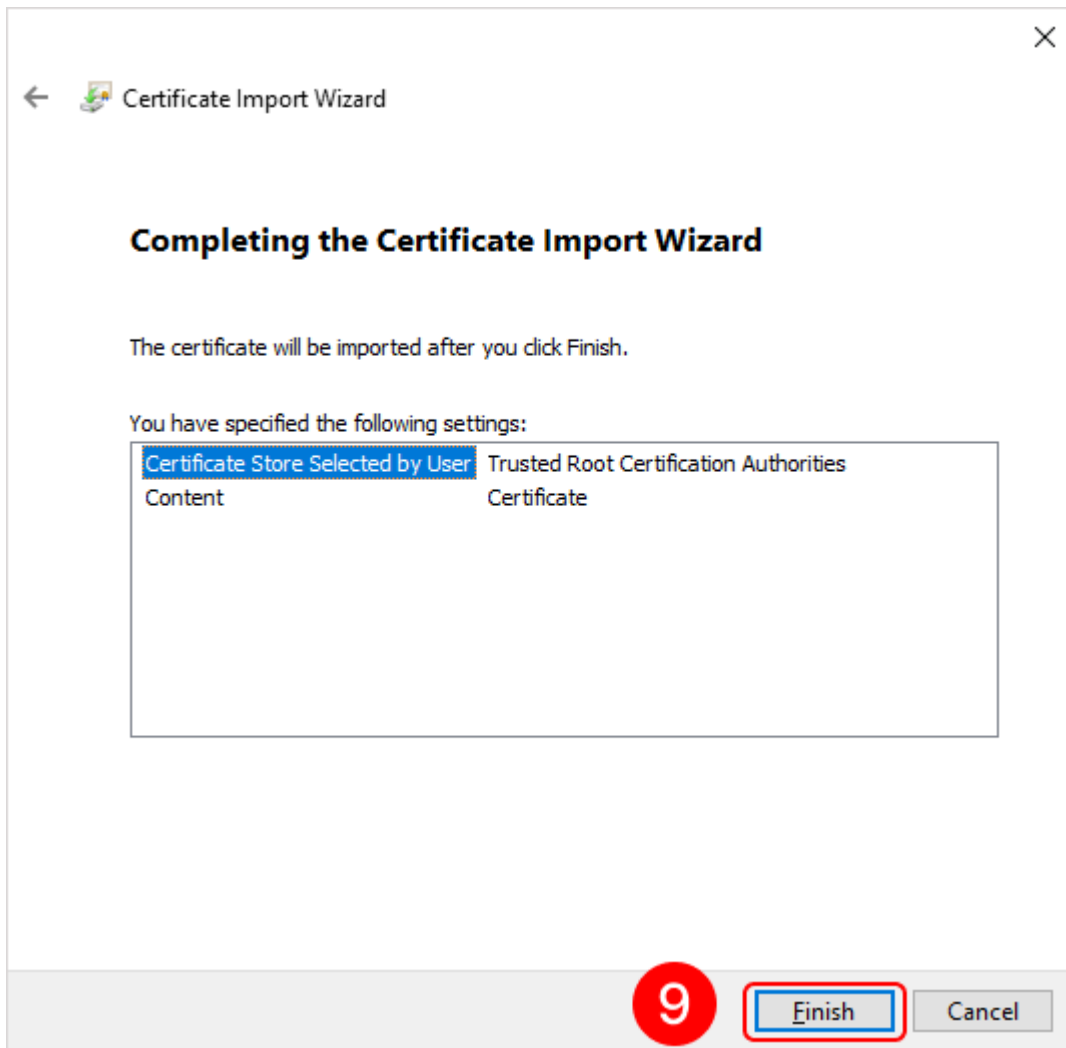 Certificate Import Wizard
Completing the Certificate Import Wizard
The certificate will be imported after you click Finish.
You have specified the following settings:
Certificate Store Selected by User Trusted Root Certification Authorities
Content Certificate
9 Finish Cancel